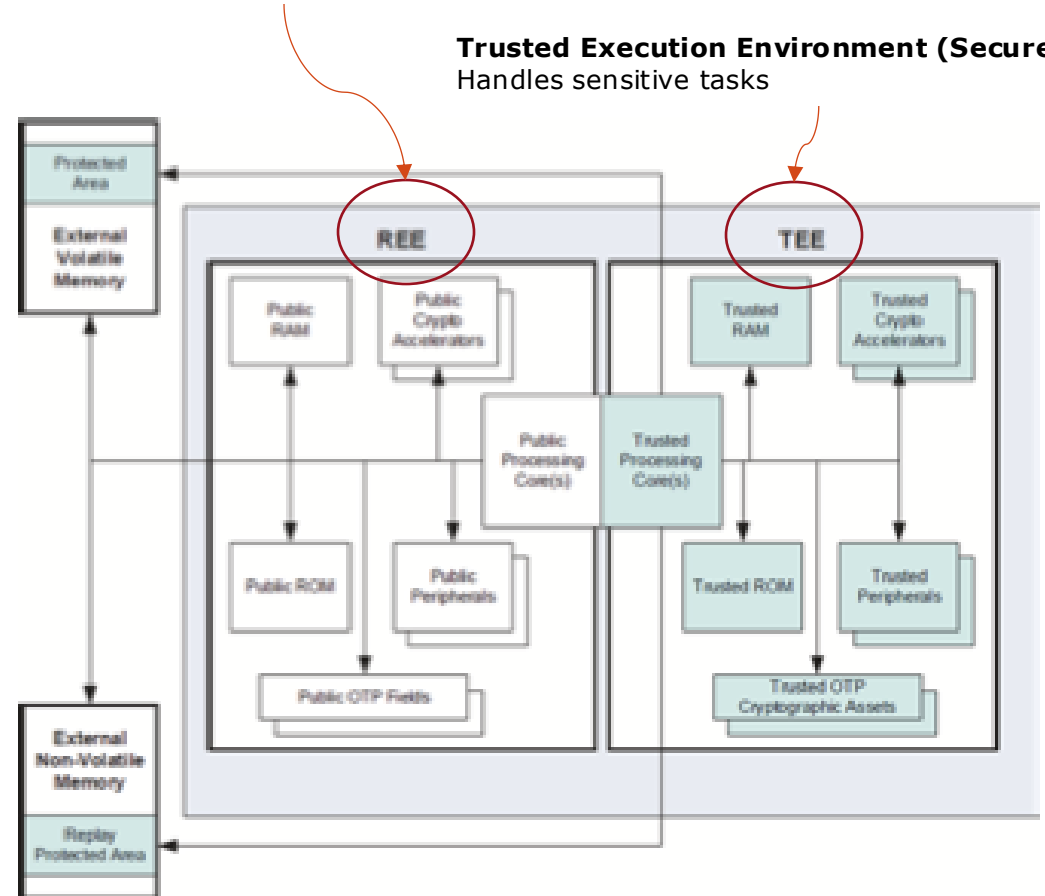 Trusted Execution Environment (Secure
Handles sensitive tasks
Protected
Area
External
Volatile
Memory
REE
TEE
Public
RAM
Public
Crypto
Accelerators
Trusted
RAM
Trusted
Crypto
Accelerators
Public
Processing
Core(s)
Trusted
Processing
Core(s)
Public ROM
Public
Peripherals
Trusted ROM
Trusted
Peripherals
Public OTP Fields
Trusted OTP
Cryptographic Assets
External
Non-Volatile
Memory
Replay
Protected Area